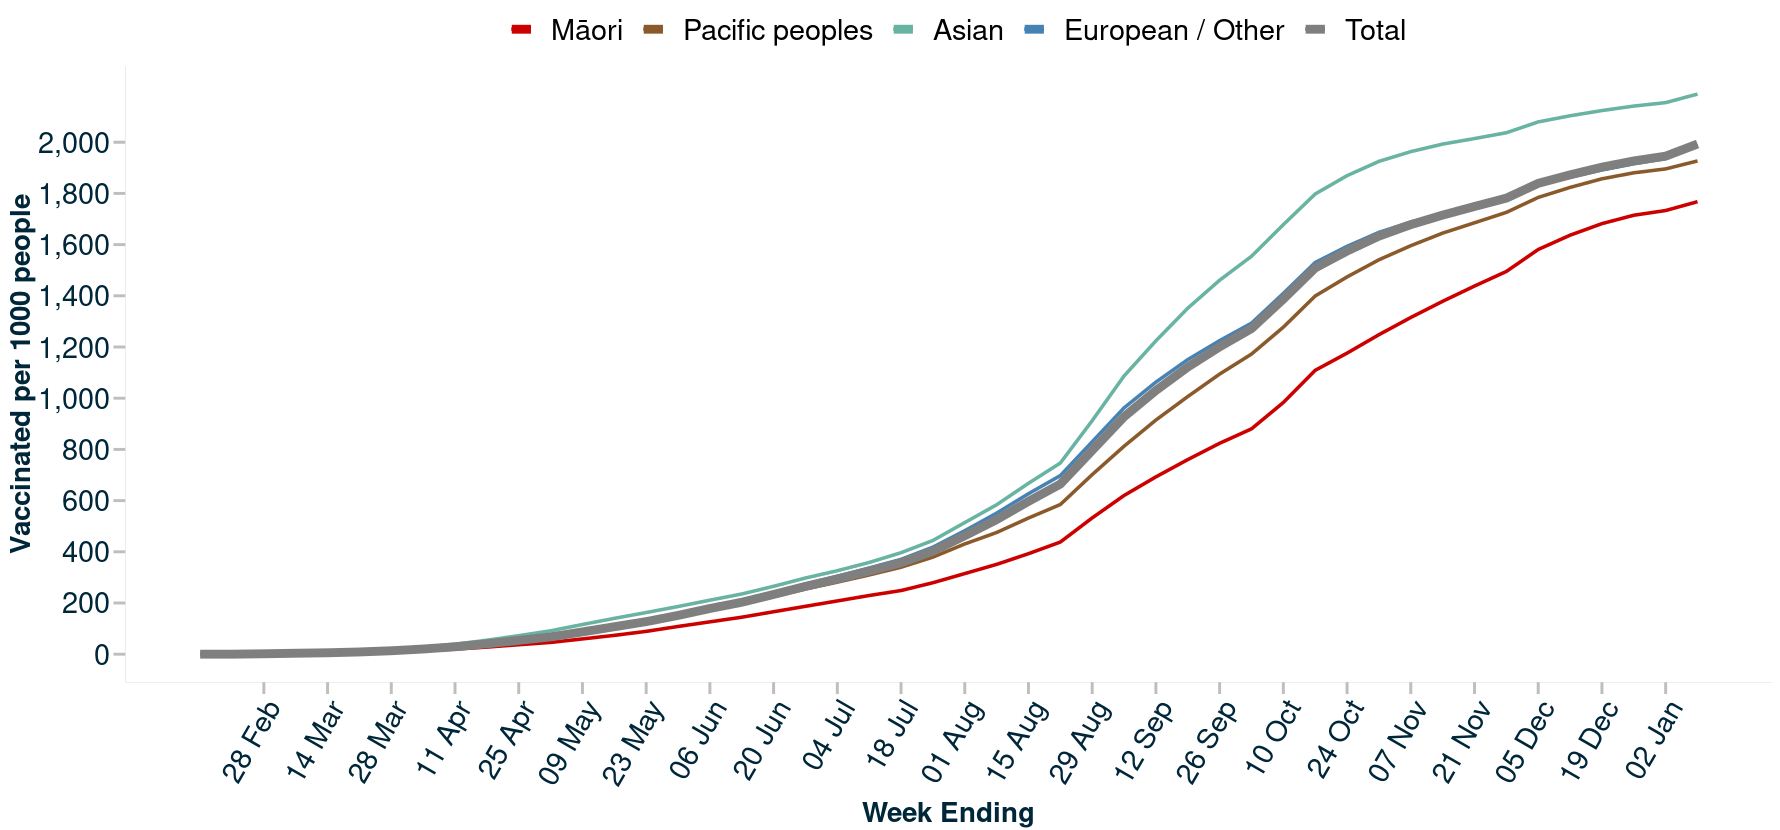 Māori Pacific peoples Asian European / Other Total
Vaccinated per 1000 people
2,000
1,800
1,600
1,400
1,200
1,000
800
600
400
200
0
28 Feb 14 Mar 28 Mar 11 Apr 25 Apr 09 May 23 May 06 Jun 20 Jun 04 Jul 18 Jul 01 Aug 15 Aug 29 Aug 12 Sep 26 Sep 10 Oct 24 Oct 07 Nov 21 Nov 05 Dec 19 Dec 02 Jan
Week Ending